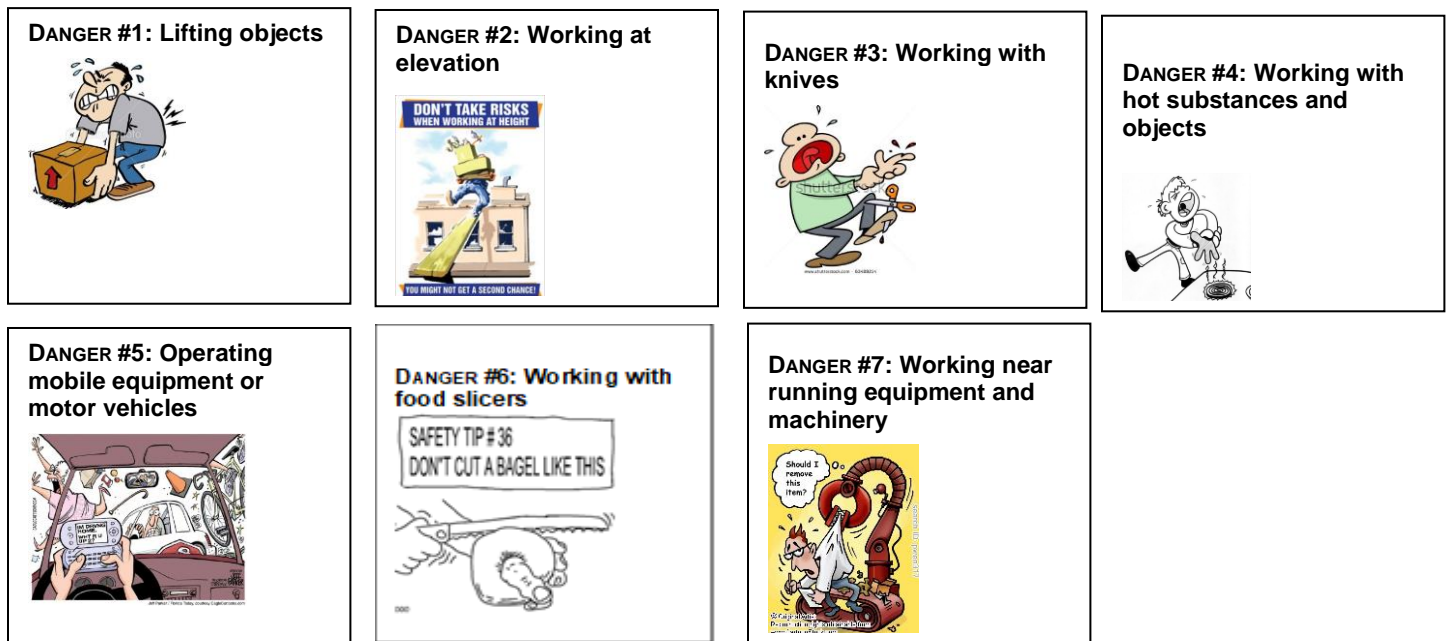 DANGER #1: Lifting objects
DANGER #2: Working at
elevation
DON'T TAKE RISKS
WHEN WORKING AT HEIGHT
YOU MIGHT NOT GET A SECOND CHANCE!
DANGER #3: Working with
knives
shutterstock
DANGER #4: Working with
hot substances and
objects
DANGER #5: Operating
mobile equipment or
motor vehicles
I'M DRIVING
HOME.
DANGER #6: Working with
food slicers
SAFETY TIP # 36
DON"T CUT A BAGEL LIKE THIS
DANGER #7: Working near
running equipment and
machinery
Should I
remove
this
item?